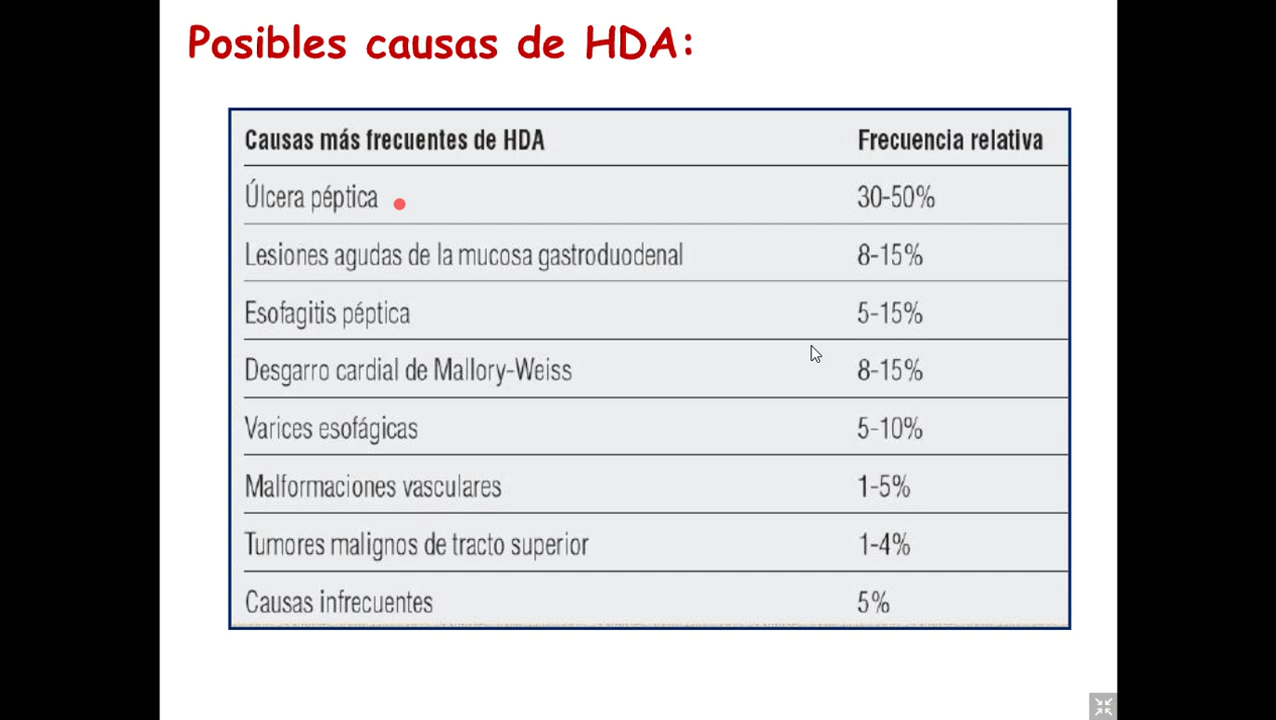 Posibles causas de HDA:
Causas más frecuentes de HDA Frecuencia relativa
Úlcera péptica 30-50%
Lesiones agudas de la mucosa gastroduodenal 8-15%
Esofagitis péptica 5-15%
Desgarro cardial de Mallory-Weiss 8-15%
Varices esofágicas 5-10%
Malformaciones vasculares 1-5%
Tumores malignos de tracto superior 1-4%
Causas infrecuentes 5%